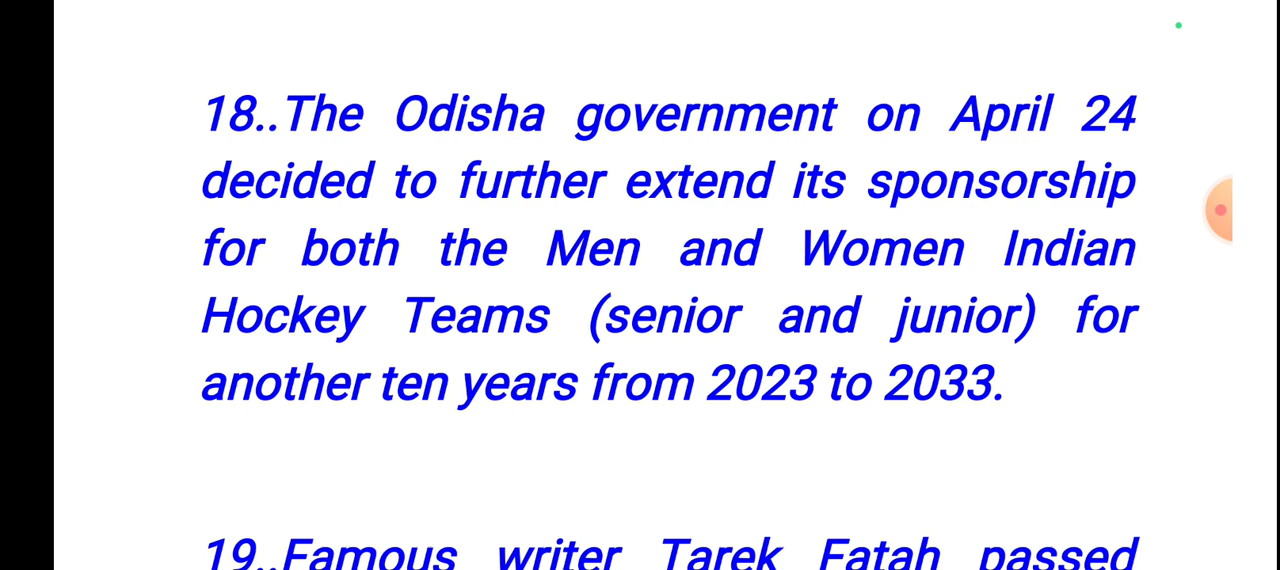 18..The Odisha government on April 24
decided to further extend its sponsorship
for both the Men and Women Indian
Hockey Teams (senior and junior) for
another ten years from 2023 to 2033.
19..Famous writer Tarek Fatah passed